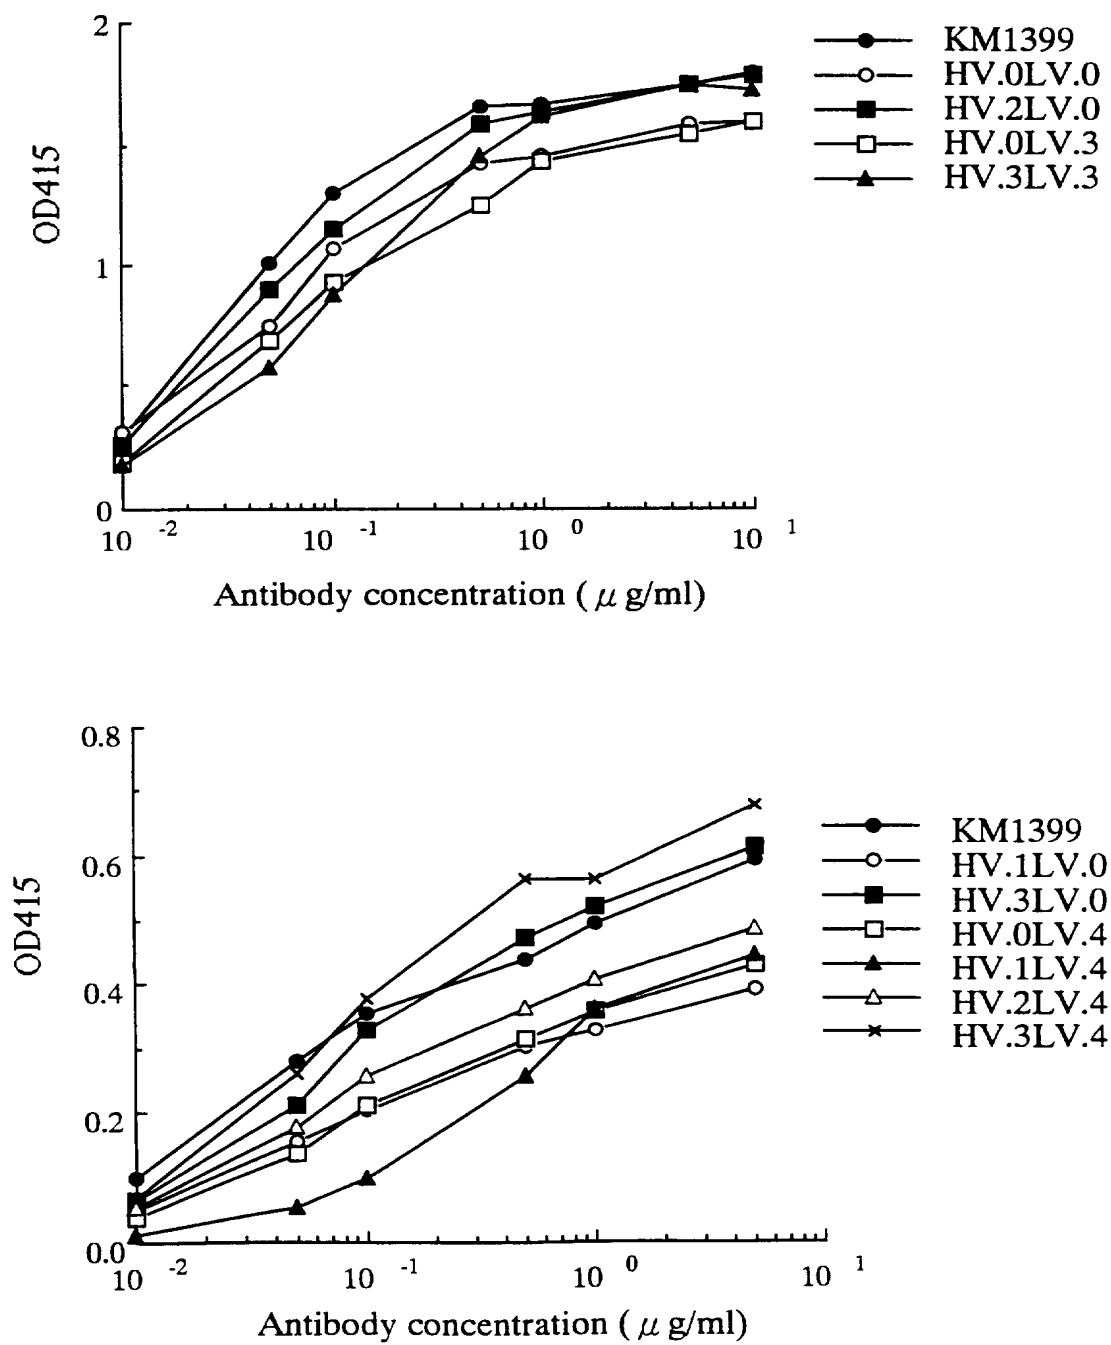 2
1
0
OD415
10 -2
10 -1
10 0
10 1
Antibody concentration ( μ g/ml)
KM1399
HV.0LV.0
HV.2LV.0
HV.0LV.3
HV.3LV.3
0.8
0.6
0.4
0.2
0.0
OD415
10 -2
10 -1
10 0
10 1
Antibody concentration ( μ g/ml)
KM1399
HV.1LV.0
HV.3LV.0
HV.0LV.4
HV.1LV.4
HV.2LV.4
HV.3LV.4